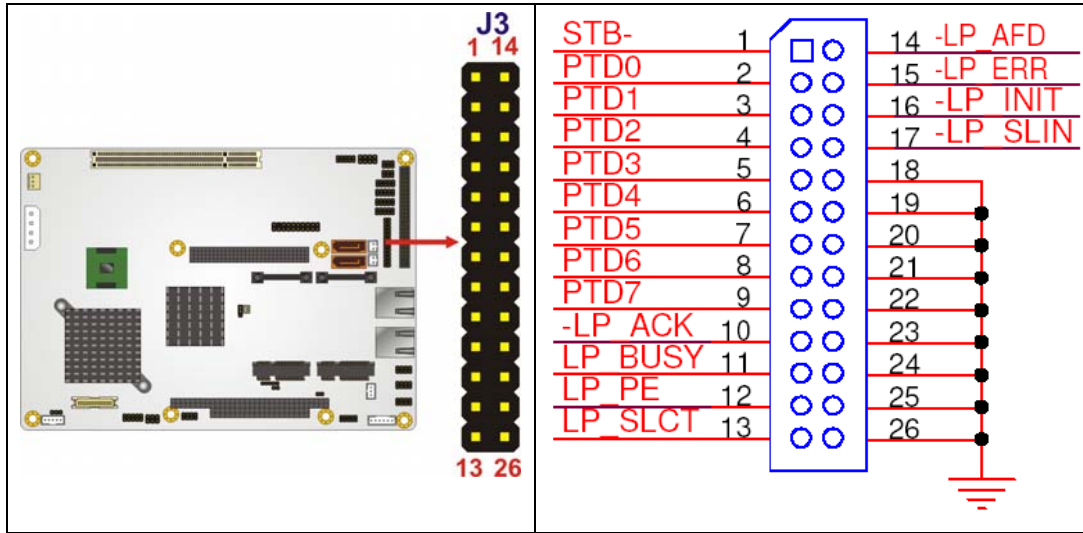 J3
1 14
13 26
STB- 1 14 -LP_AFD
PTD0 2 15 -LP_ERR
PTD1 3 16 -LP_INIT
PTD2 4 17 -LP_SLIN
PTD3 5 18
PTD4 6 19
PTD5 7 20
PTD6 8 21
PTD7 9 22
-LP_ACK 10 23
LP_BUSY 11 24
LP_PE 12 25
LP_SLCT 13 26